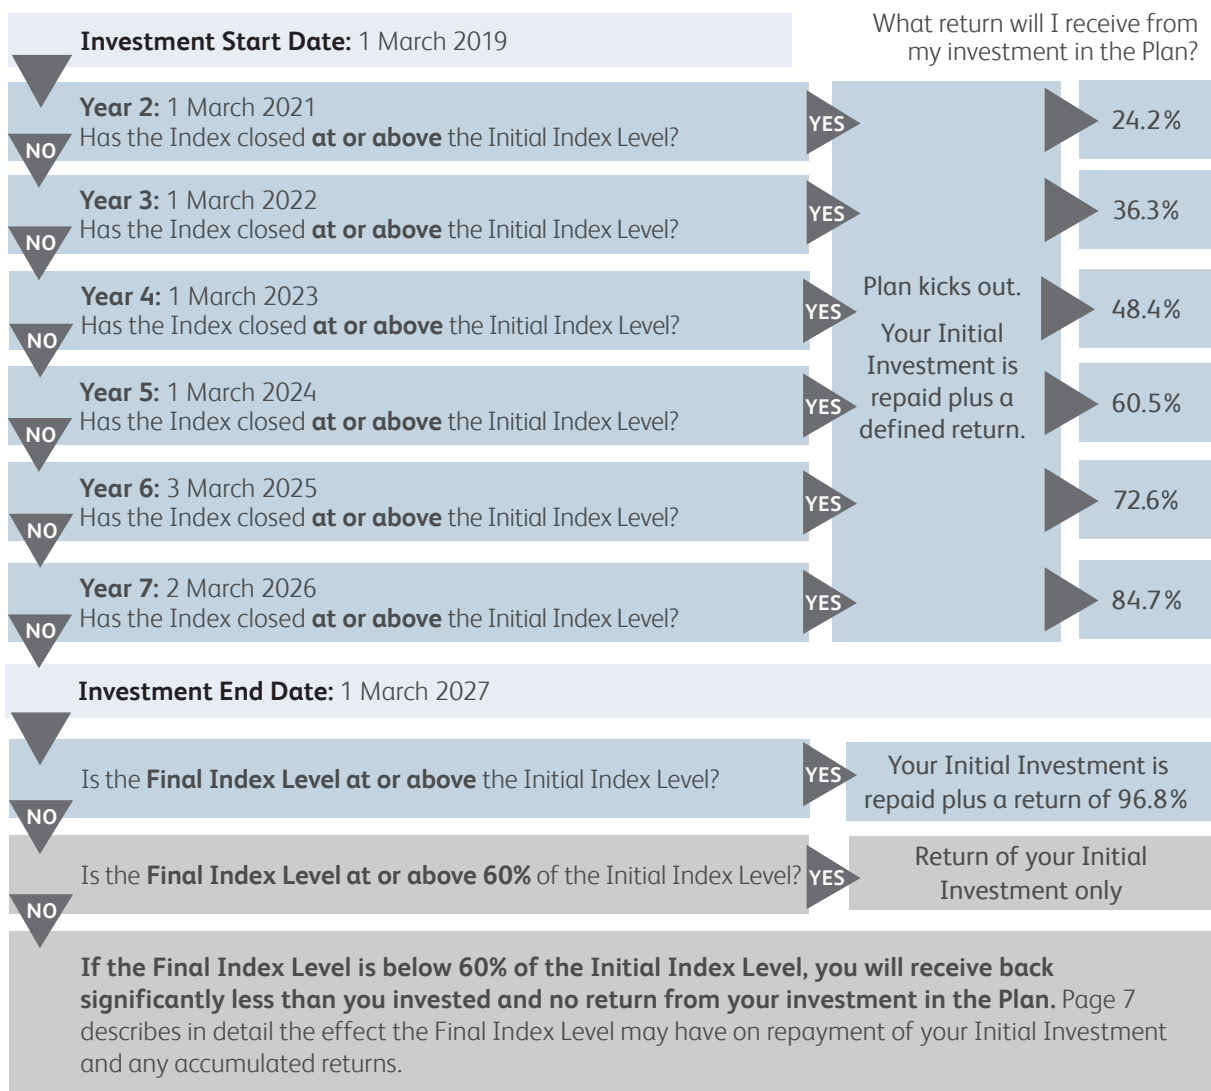 Investment Start Date: 1 March 2019
What return will I receive from
my investment in the Plan?
Year 2: 1 March 2021
Has the Index closed at or above the Initial Index Level?
YES
24.2%
NO
Year 3: 1 March 2022
Has the Index closed at or above the Initial Index Level?
YES
36.3%
NO
Year 4: 1 March 2023
Has the Index closed at or above the Initial Index Level?
YES
48.4%
NO
Year 5: 1 March 2024
Has the Index closed at or above the Initial Index Level?
YES
60.5%
NO
Year 6: 3 March 2025
Has the Index closed at or above the Initial Index Level?
YES
72.6%
NO
Year 7: 2 March 2026
Has the Index closed at or above the Initial Index Level?
YES
84.7%
NO
Plan kicks out.
Your Initial
Investment is
repaid plus a
defined return.
Investment End Date: 1 March 2027
Is the Final Index Level at or above the Initial Index Level?
YES
Your Initial Investment is
repaid plus a return of 96.8%
NO
Is the Final Index Level at or above 60% of the Initial Index Level?
YES
Return of your Initial
Investment only
NO
If the Final Index Level is below 60% of the Initial Index Level, you will receive back
significantly less than you invested and no return from your investment in the Plan. Page 7
describes in detail the effect the Final Index Level may have on repayment of your Initial Investment
and any accumulated returns.